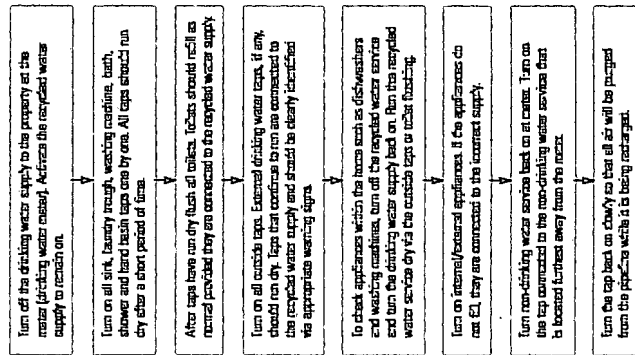 Turn off the drinking water supply to the property at the
meter (drinking water meter). Activate the recycled water
supply to remain on.
Turn on all sink, laundry trough, washing machine, bath,
shower and hand basin taps one by one. All taps should run
dry after a short period of time.
After taps have run dry flush all toilets. Toilets should refill as
normal provided they are connected to the recycled water supply.
Turn on all outside taps. External drinking water taps, if any,
should run dry. Taps that continue to run are connected to
the recycled water supply and should be clearly identified
via appropriate warning signs.
To check appliances within the home such as dishwashers
and washing machines, turn off the recycled water service
and turn the drinking water supply back on. Run the recycled
water service dry via the outside taps or toilet flushing.
Turn on internal/external appliances. If the appliances do
not fill, they are connected to the incorrect supply.
Turn non-drinking water service back on at meter. Turn on
the tap connected to the non-drinking water service that
is located furthest away from the meter.
Turn the tap back on slowly so that all air will be purged
from the pipeline while it is being recharged.